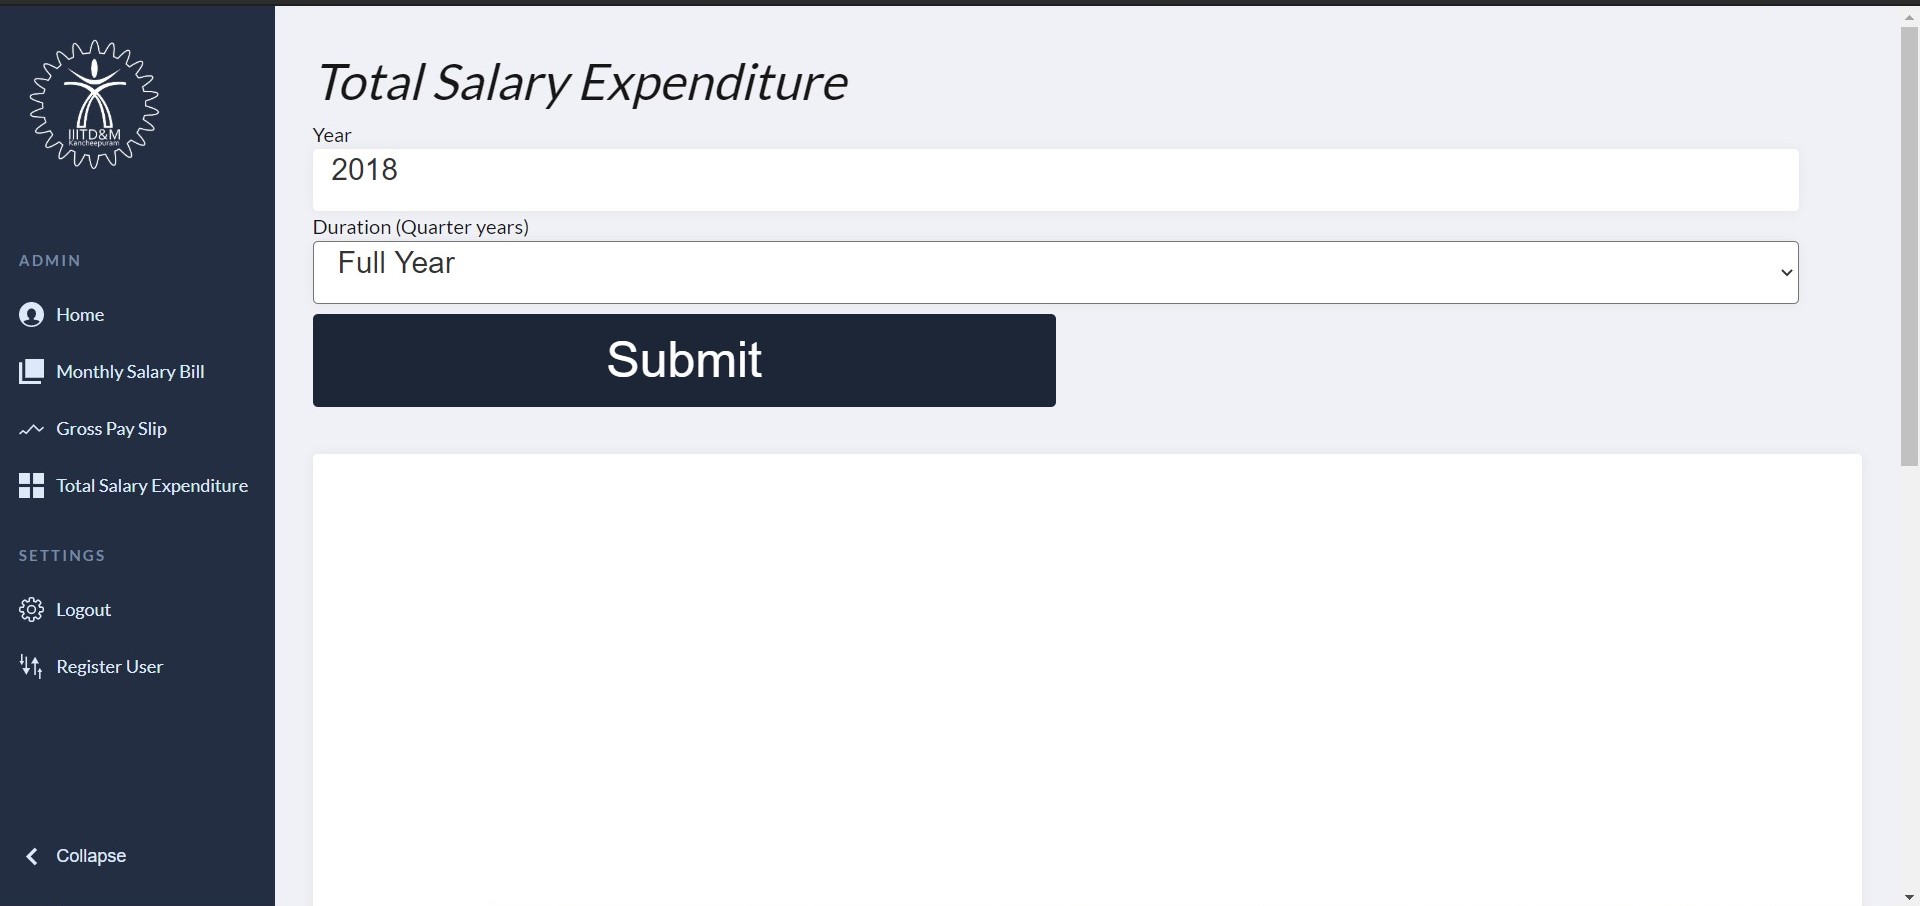 IIITD&M
Kancheepuram
ADMIN
Home
Monthly Salary Bill
Gross Pay Slip
Total Salary Expenditure
SETTINGS
Logout
Register User
Collapse
Total Salary Expenditure
Year
2018
Duration (Quarter years)
Full Year
Submit